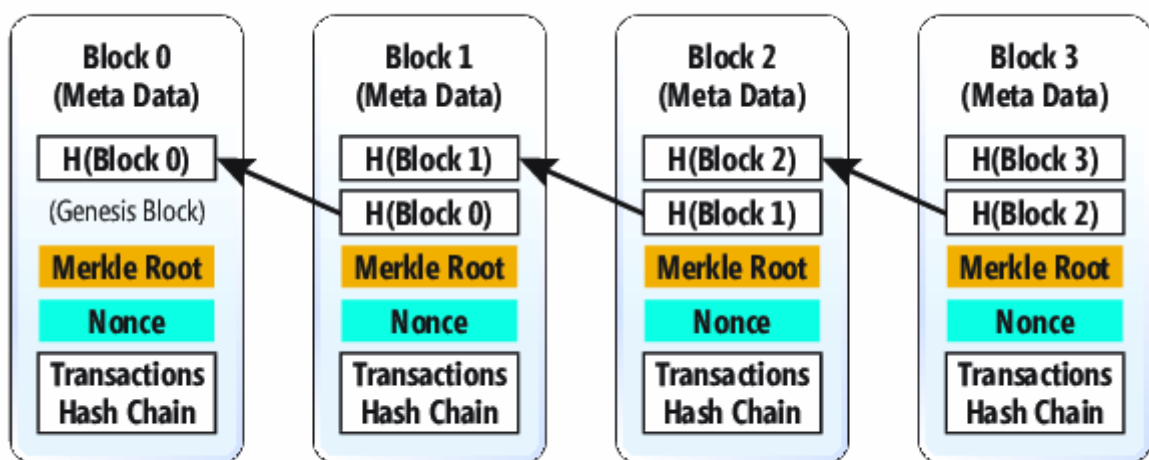 Block 0
(Meta Data)
H(Block 0)
(Genesis Block)
Merkle Root
Nonce
Transactions
Hash Chain
Block 1
(Meta Data)
H(Block 1)
H(Block 0)
Merkle Root
Nonce
Transactions
Hash Chain
Block 2
(Meta Data)
H(Block 2)
H(Block 1)
Merkle Root
Nonce
Transactions
Hash Chain
Block 3
(Meta Data)
H(Block 3)
H(Block 2)
Merkle Root
Nonce
Transactions
Hash Chain